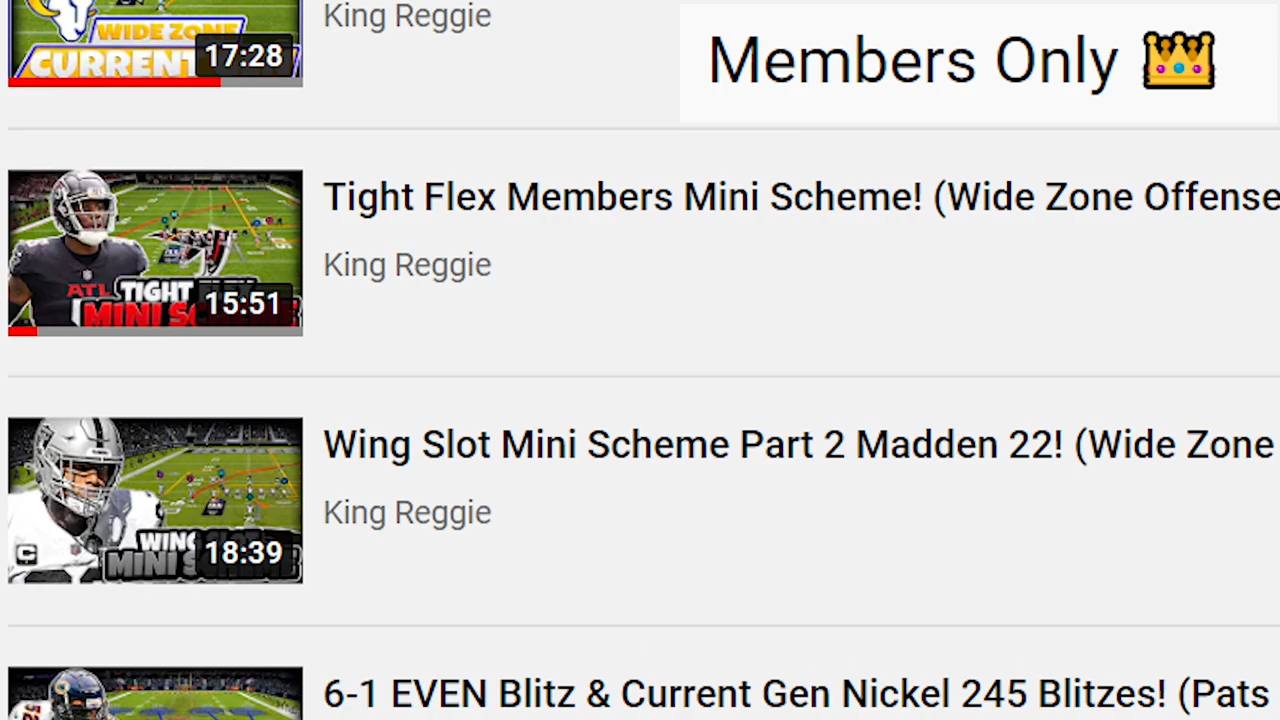 King Reggie
Members Only 👑
WIDE ZONE
CURRENT
17:28
Tight Flex Members Mini Scheme! (Wide Zone Offense
King Reggie
ATL TIGHT
MINI
15:51
Wing Slot Mini Scheme Part 2 Madden 22! (Wide Zone
King Reggie
WING
MINI
18:39
6-1 EVEN Blitz & Current Gen Nickel 245 Blitzes! (Pats